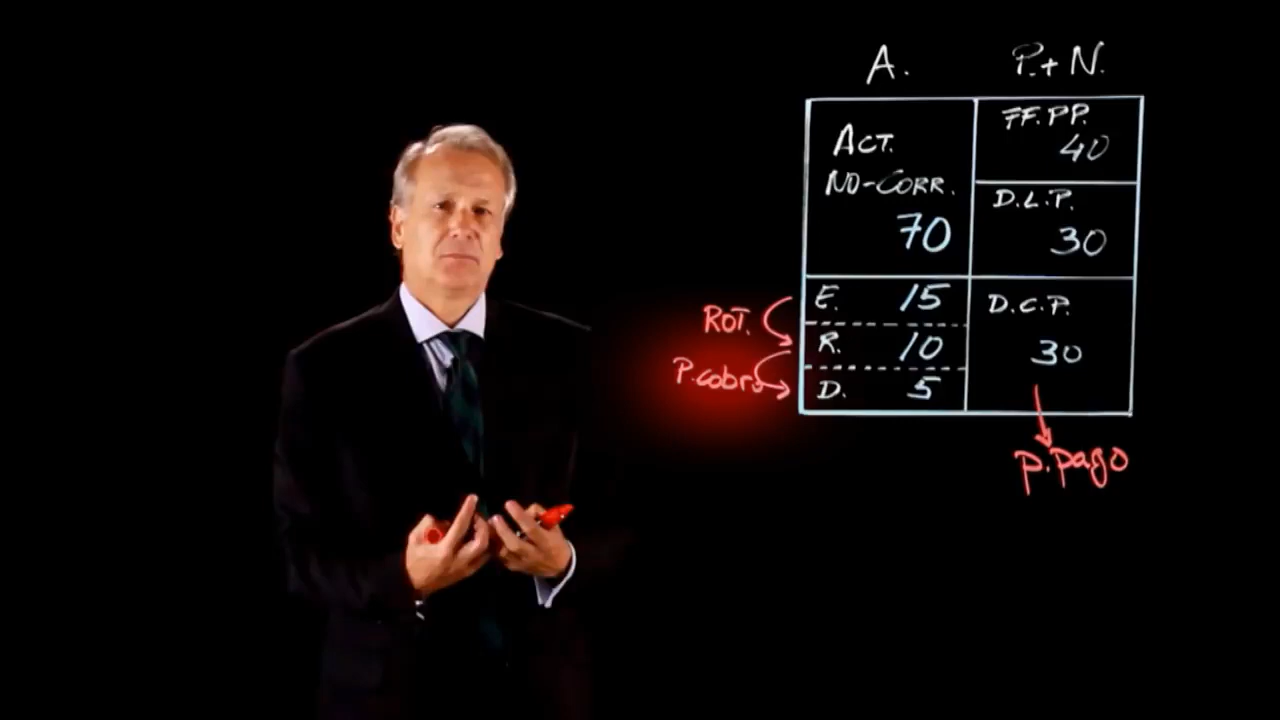 A. P.+ N.
ACT.
NO-CORR.
70
FF.PP.
40
D.L.P.
30
E. 15
R. 10
D. 5
D.C.P.
30
ROT.
P.cobro
p.pago